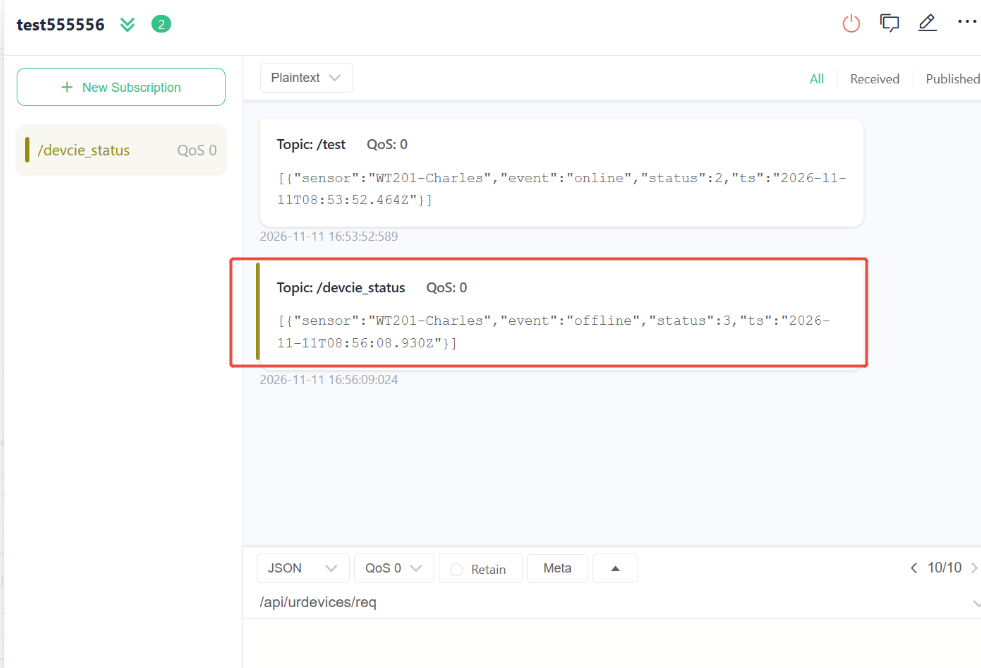 test555556 2
+ New Subscription
/devcie_status QoS 0
Plaintext All Received Published
Topic: /test QoS: 0
[{"sensor":"WT201-Charles","event":"online","status":2,"ts":"2026-11-
11T08:53:52.464Z"}]
2026-11-11 16:53:52:589
Topic: /devcie_status QoS: 0
[{"sensor":"WT201-Charles","event":"offline","status":3,"ts":"2026-
11-11T08:56:08.930Z"}]
2026-11-11 16:56:09:024
JSON QoS 0 Retain Meta 10/10
/api/urdevices/req